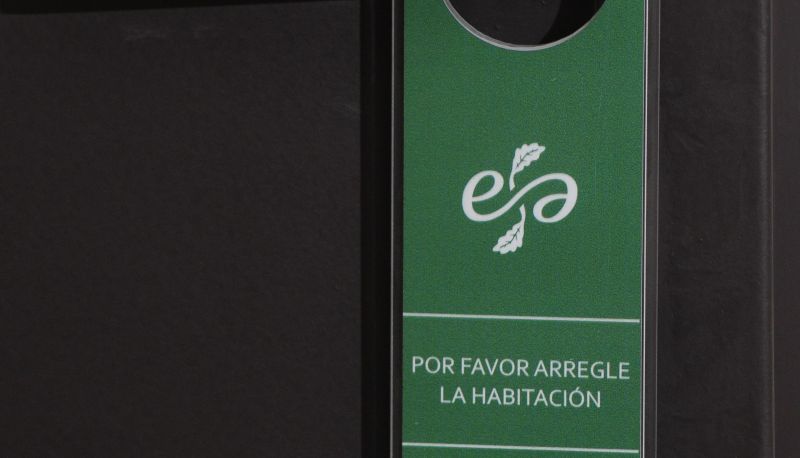 POR FAVOR ARREGLE
LA HABITACIÓN